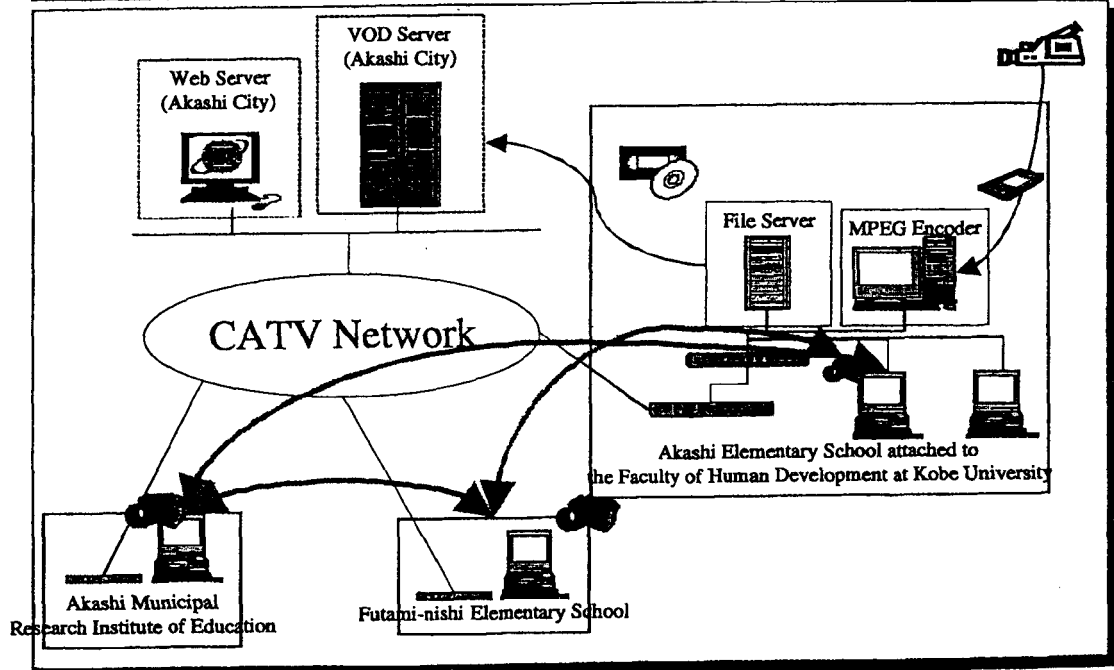 VOD Server
(Akashi City)
Web Server
(Akashi City)
File Server
MPEG Encoder
CATV Network
Akashi Elementary School attached to
the Faculty of Human Development at Kobe University
Akashi Municipal
Research Institute of Education
Futami-nishi Elementary School